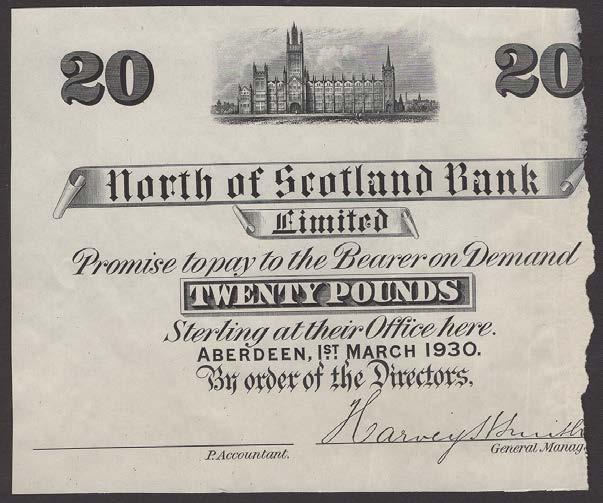 20 20
North of Scotland Bank
Limited
Promise to pay to the Bearer on Demand
TWENTY POUNDS
Sterling at their Office here.
ABERDEEN, 1ST MARCH 1930.
By order of the Directors,
Harvey H Smith
P. Accountant. General Manag